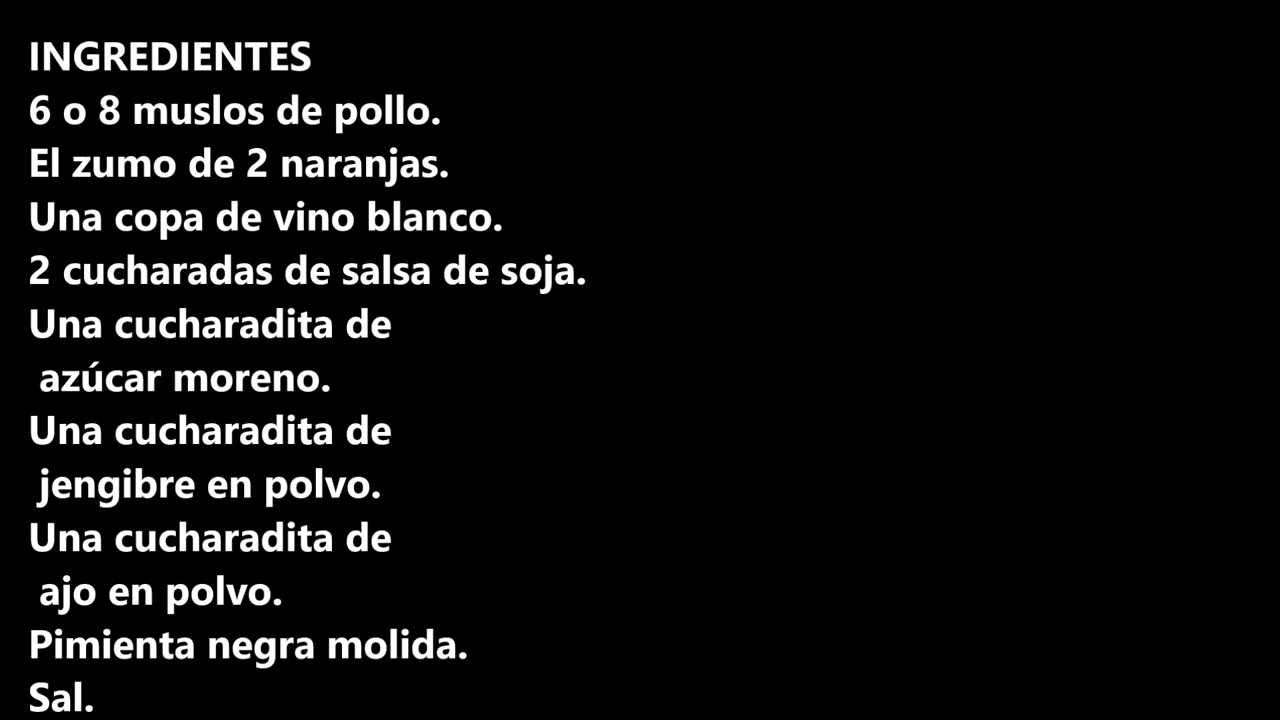 INGREDIENTES
6 o 8 muslos de pollo.
El zumo de 2 naranjas.
Una copa de vino blanco.
2 cucharadas de salsa de soja.
Una cucharadita de
azúcar moreno.
Una cucharadita de
jengibre en polvo.
Una cucharadita de
ajo en polvo.
Pimienta negra molida.
Sal.